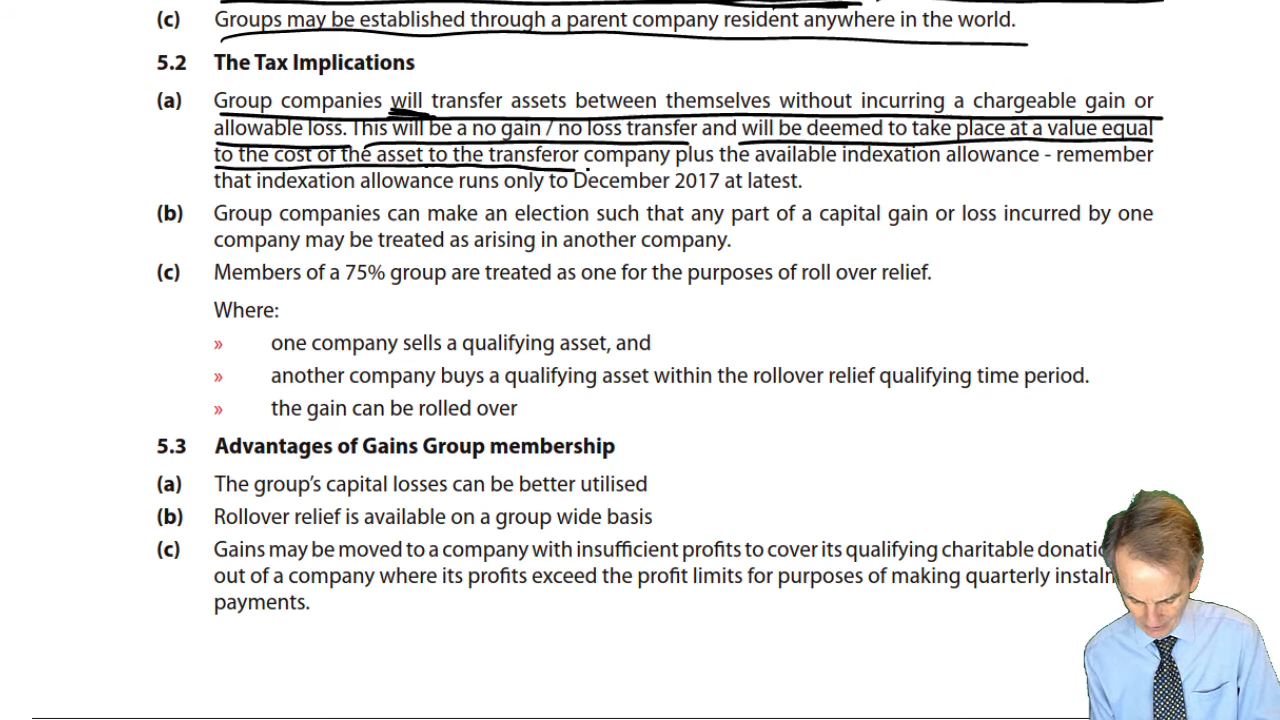 (c) Groups may be established through a parent company resident anywhere in the world.
5.2 The Tax Implications
(a) Group companies will transfer assets between themselves without incurring a chargeable gain or
allowable loss. This will be a no gain / no loss transfer and will be deemed to take place at a value equal
to the cost of the asset to the transferor company plus the available indexation allowance - remember
that indexation allowance runs only to December 2017 at latest.
(b) Group companies can make an election such that any part of a capital gain or loss incurred by one
company may be treated as arising in another company.
(c) Members of a 75% group are treated as one for the purposes of roll over relief.
Where:
» one company sells a qualifying asset, and
» another company buys a qualifying asset within the rollover relief qualifying time period.
» the gain can be rolled over
5.3 Advantages of Gains Group membership
(a) The group's capital losses can be better utilised
(b) Rollover relief is available on a group wide basis
(c) Gains may be moved to a company with insufficient profits to cover its qualifying charitable
out of a company where its profits exceed the profit limits for purposes of making quarterly
payments.